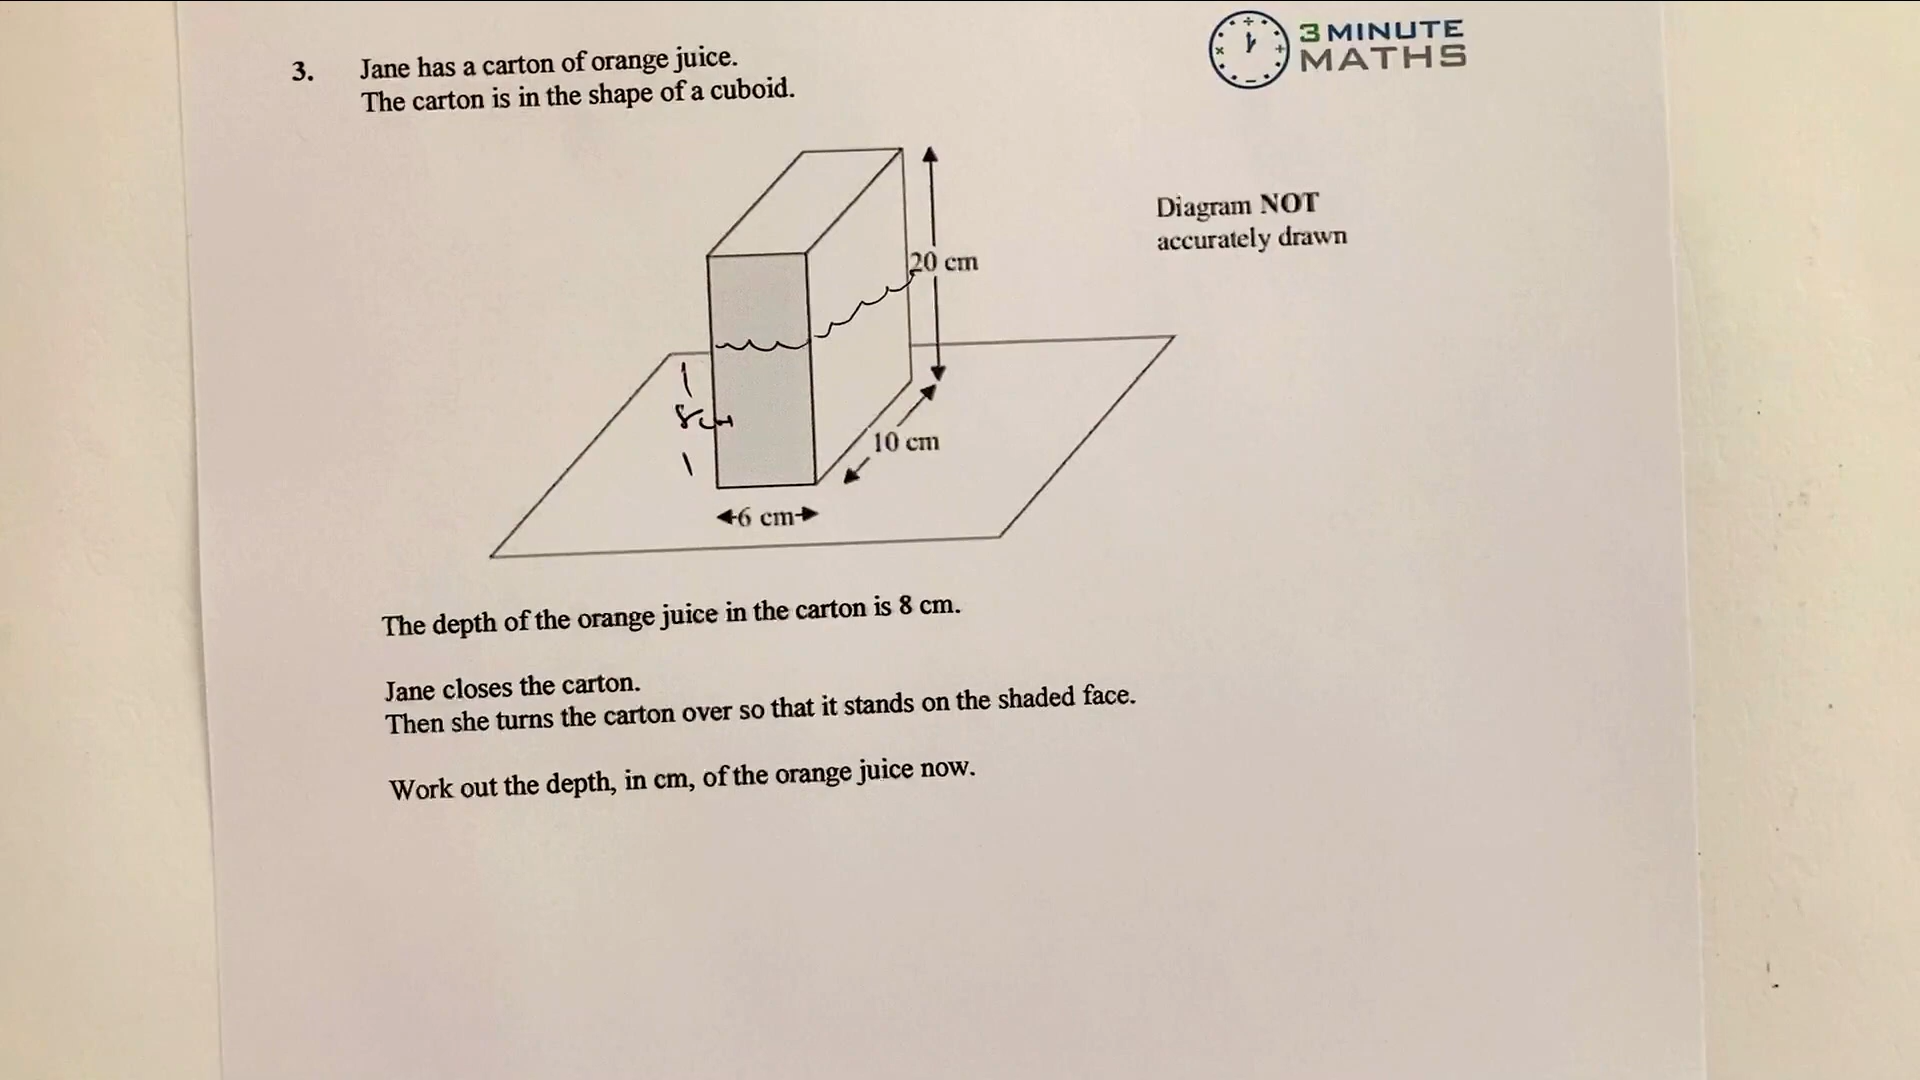 3 MINUTE
MATHS
3. Jane has a carton of orange juice.
The carton is in the shape of a cuboid.
Diagram NOT
accurately drawn
20 cm
8cm
10 cm
6 cm
The depth of the orange juice in the carton is 8 cm.
Jane closes the carton.
Then she turns the carton over so that it stands on the shaded face.
Work out the depth, in cm, of the orange juice now.